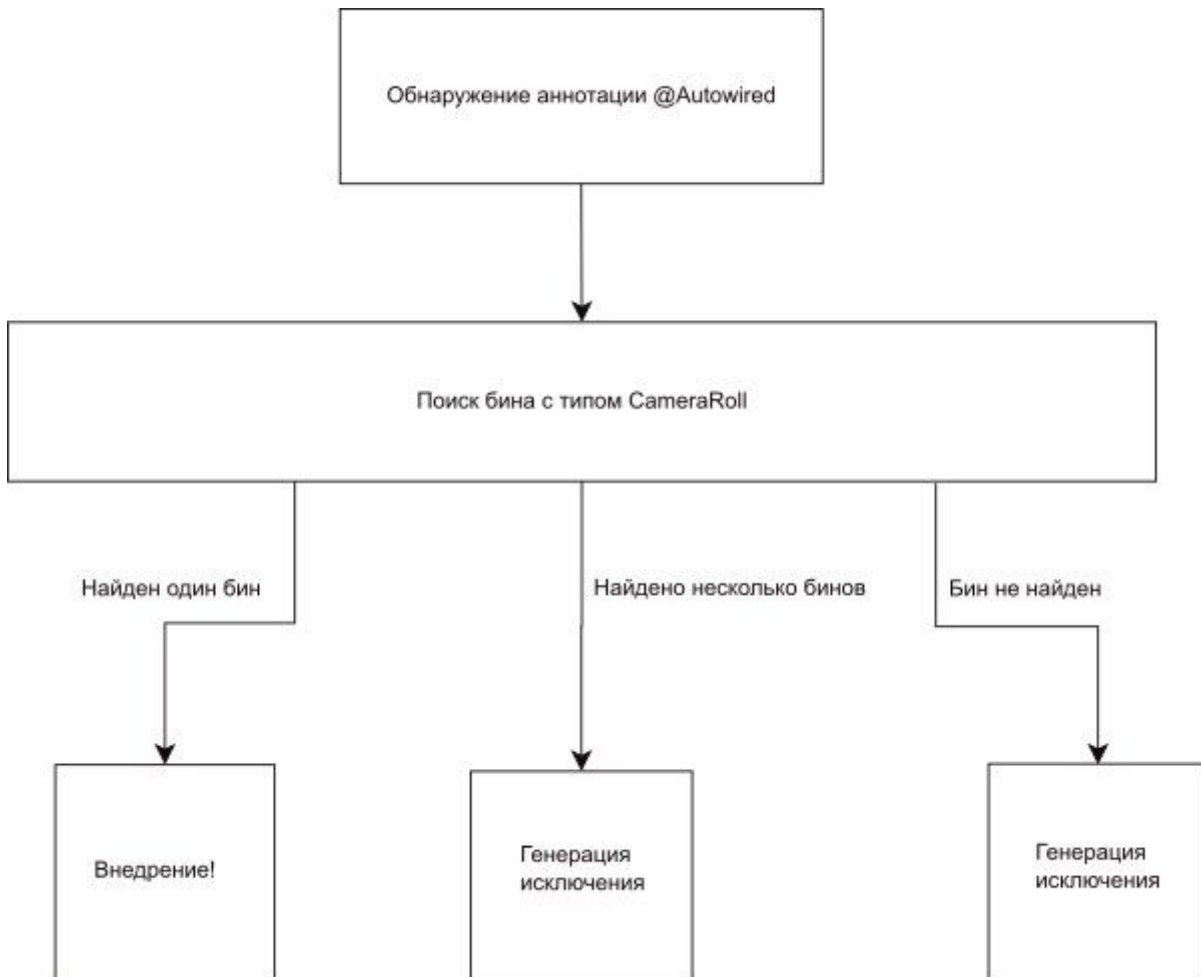 Обнаружение аннотации @Autowired
Поиск бина с типом CameraRoll
Найден один бин
Найдено несколько бинов
Бин не найден
Внедрение!
Генерация
исключения
Генерация
исключения